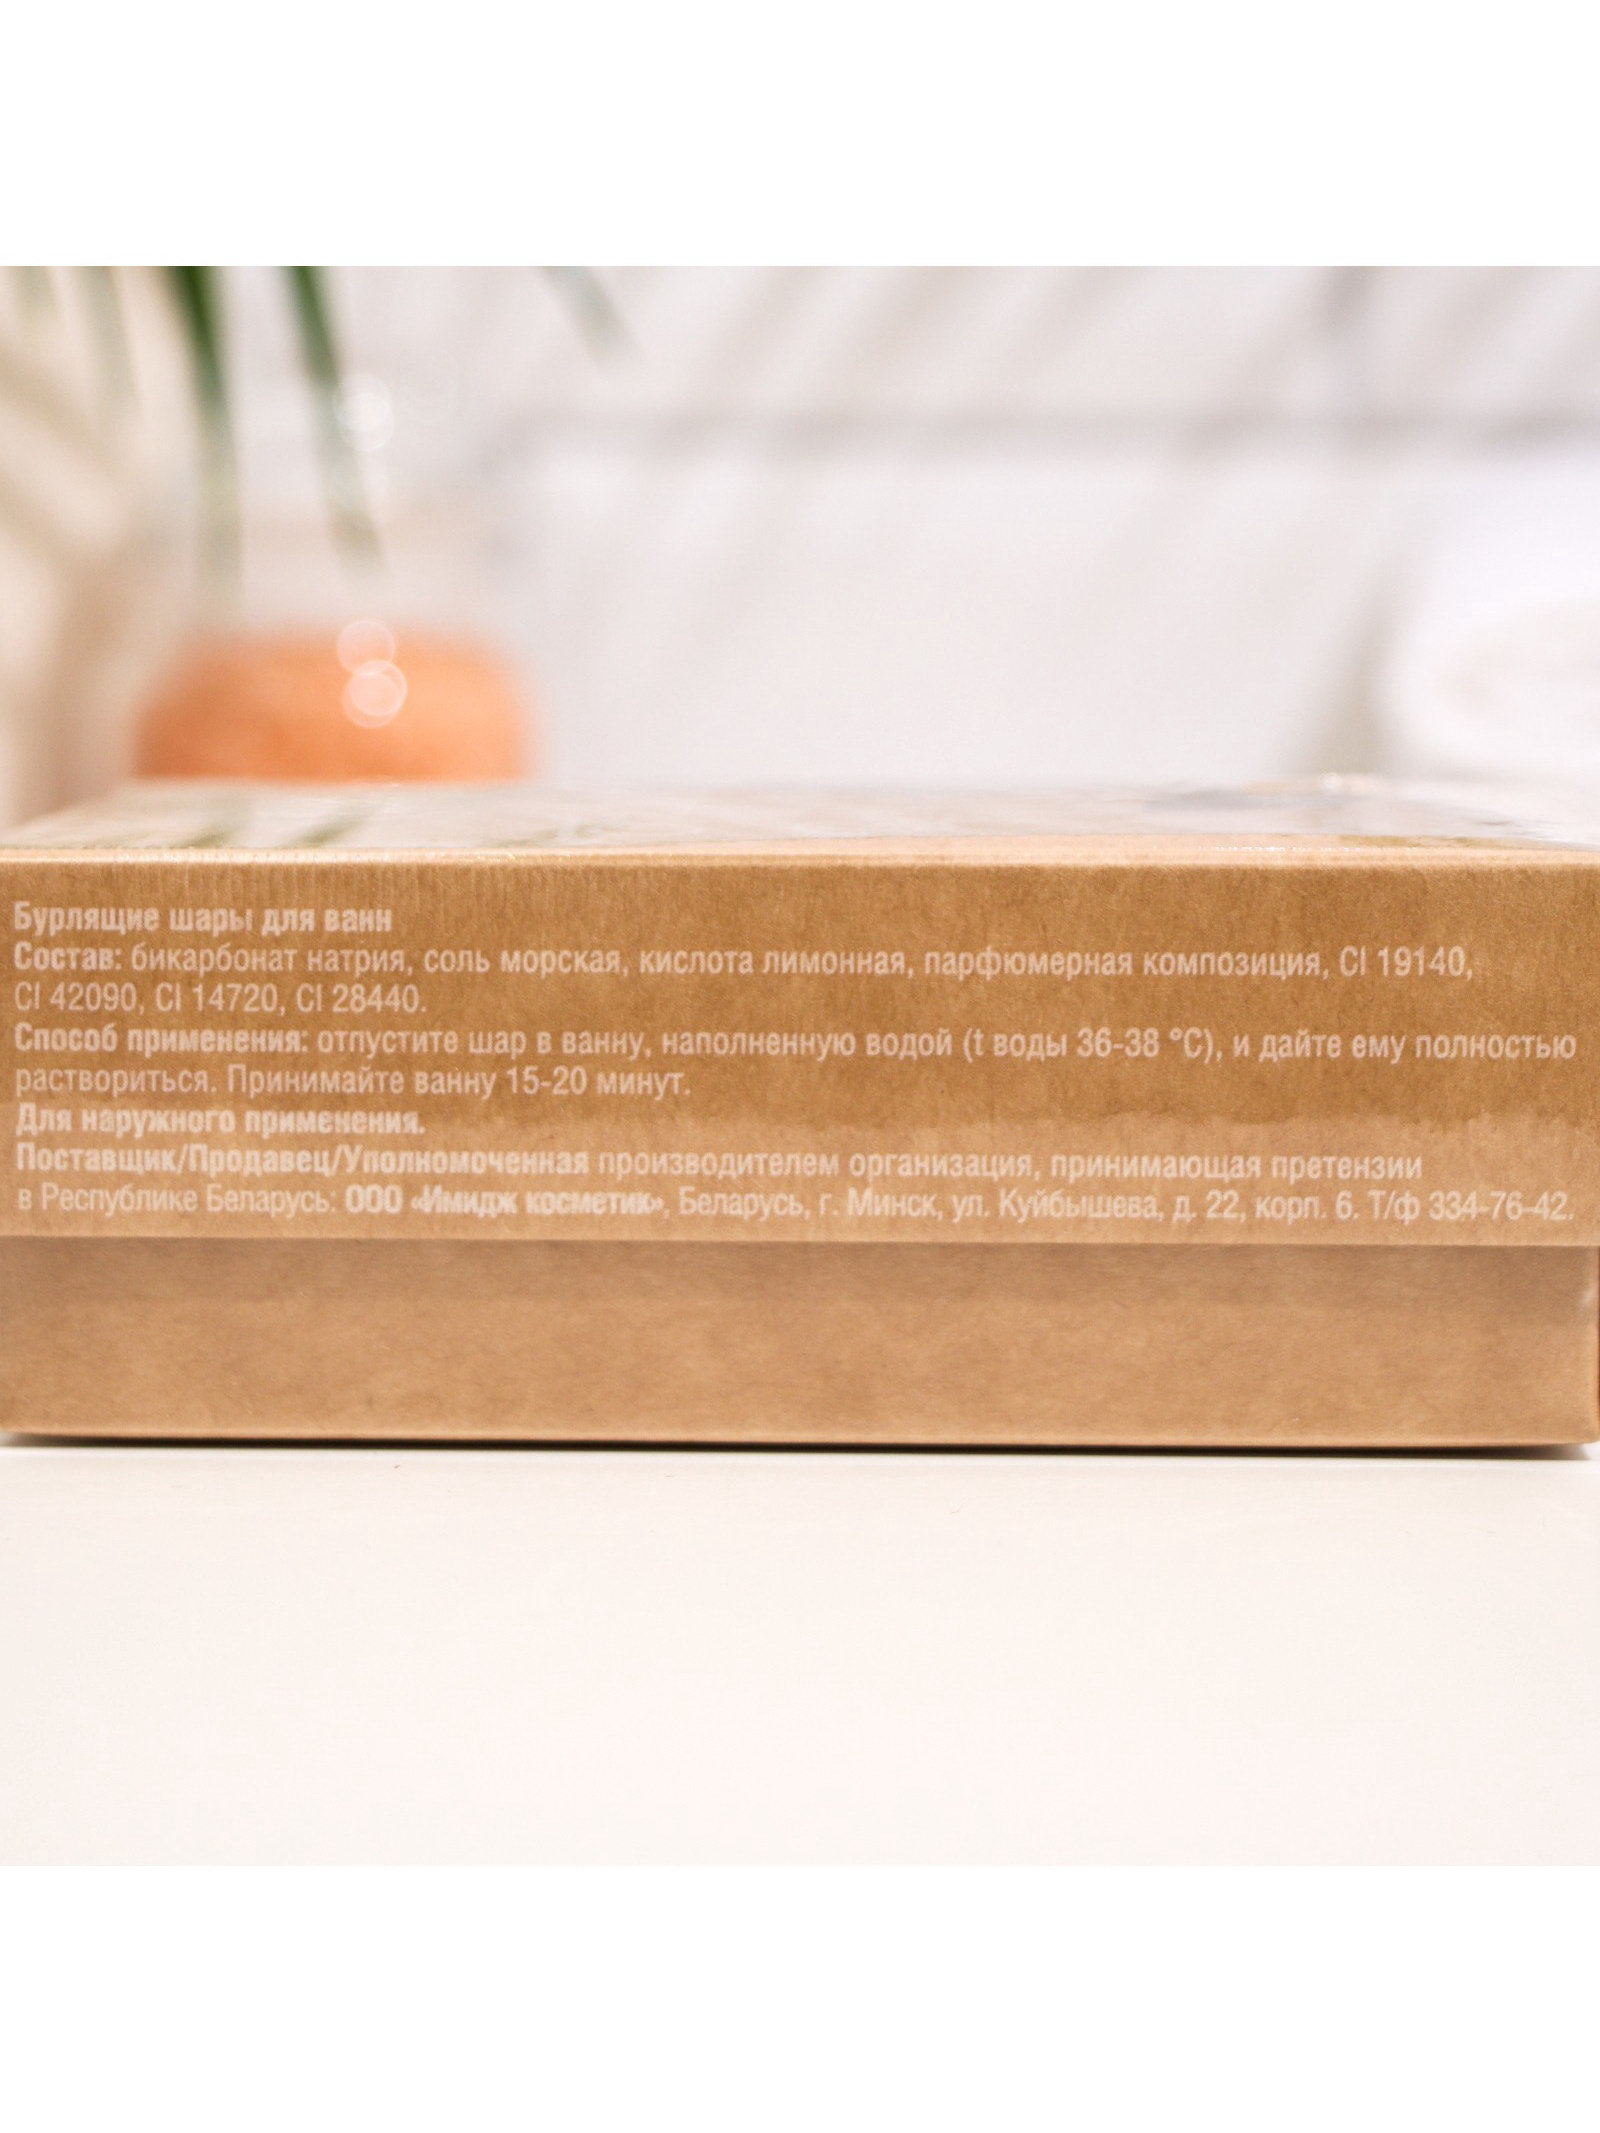 Бурлящие шары для ванн
Состав: бикарбонат натрия, соль морская, кислота лимонная, парфюмерная композиция, CI 19140,
CI 42090, CI 14720, CI 28440.
Способ применения: отпустите шар в ванну, наполненную водой (t воды 36-38 °C), и дайте ему полностью
раствориться. Принимайте ванну 15-20 минут.
Для наружного применения.
Поставщик/Продавец/Уполномоченная производителем организация, принимающая претензии
в Республике Беларусь: ООО «Имидж косметик», Беларусь, г. Минск, ул. Куйбышева, д. 22, корп. 6. Т/ф 334-76-42.